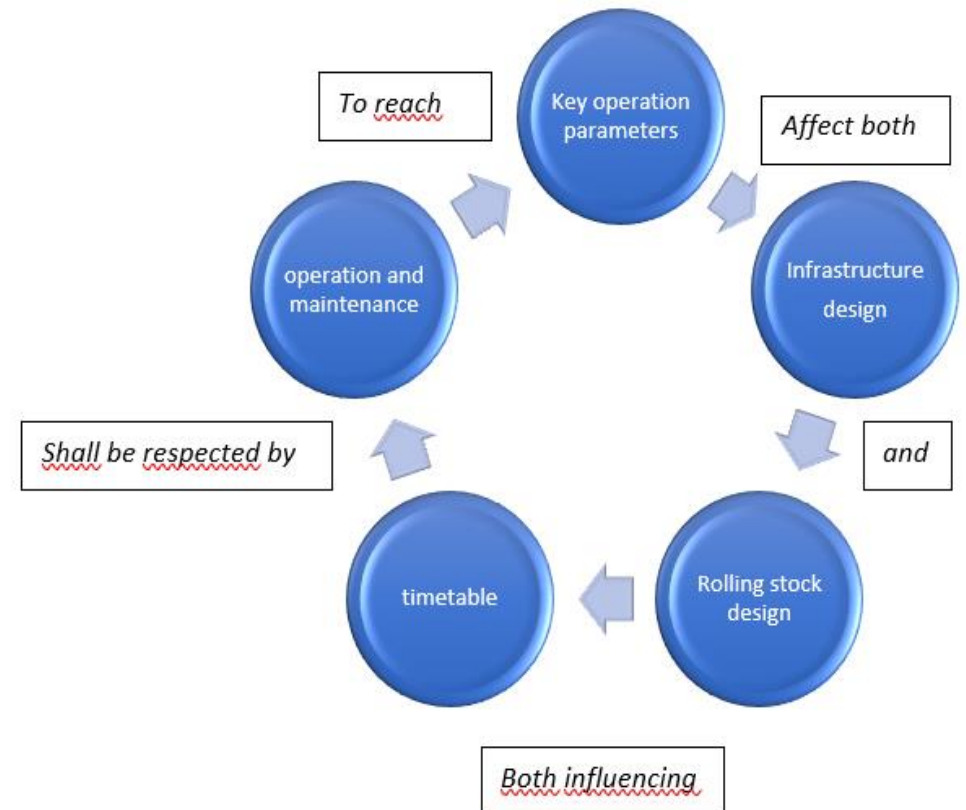 Key operation
parameters
Affect both
Infrastructure
design
and
Rolling stock
design
Both influencing
timetable
Shall be respected by
operation and
maintenance
To reach